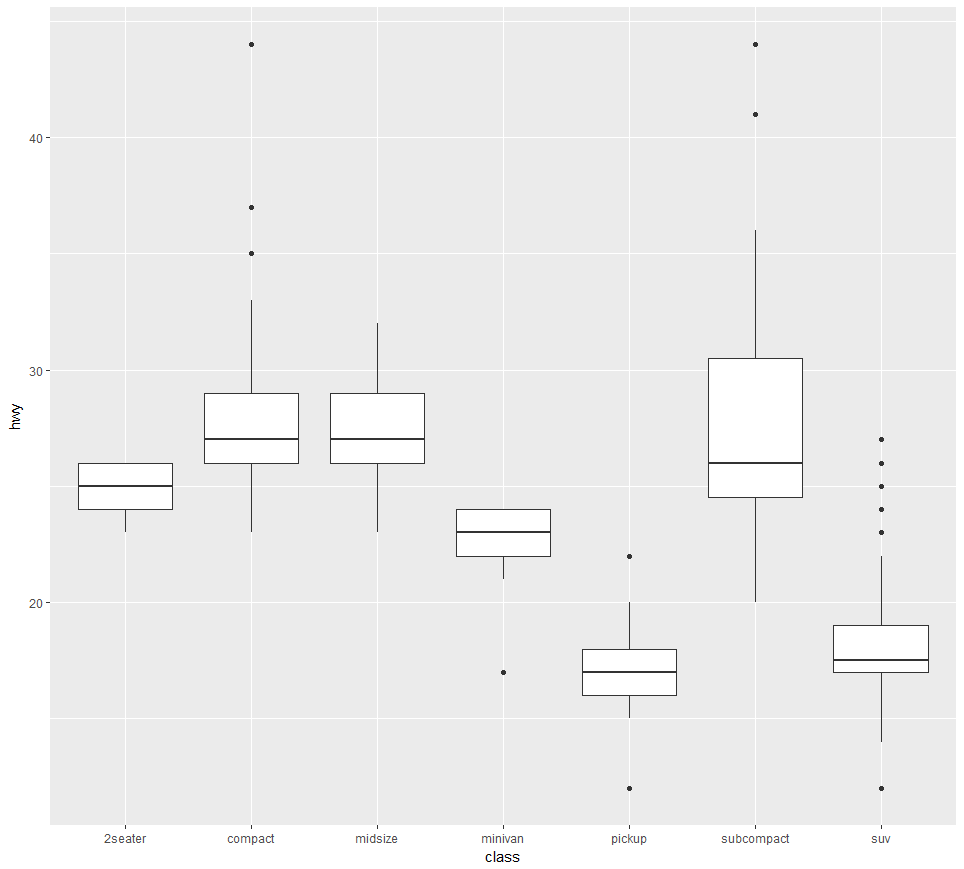 40
30
20
hwy
2seater compact midsize minivan pickup subcompact suv
class